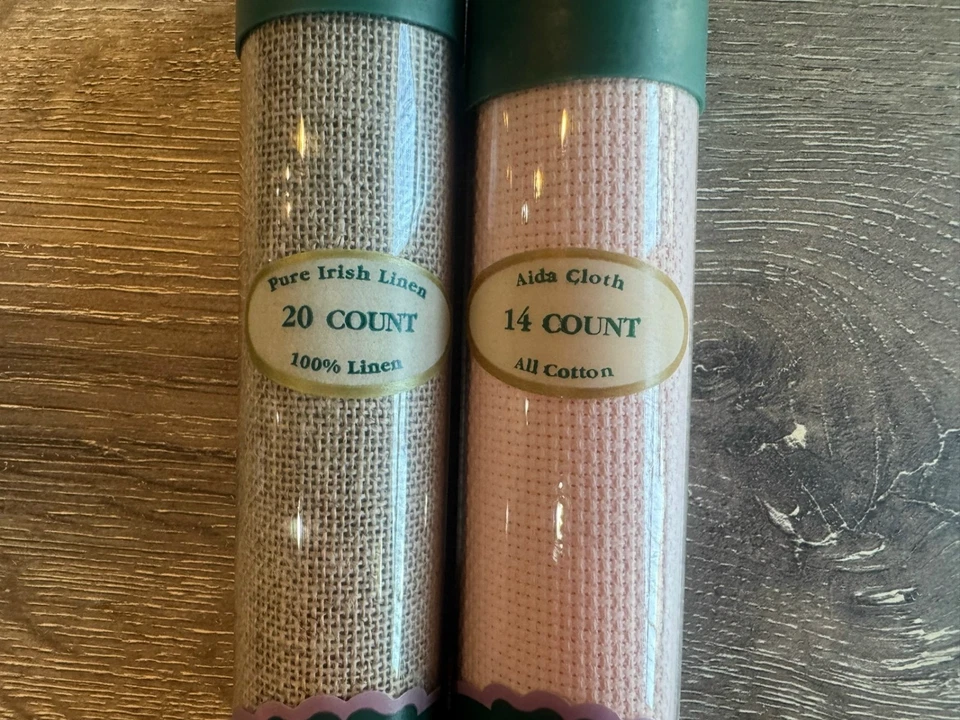 Pure Irish Linen
20 COUNT
100% Linen
Aida Cloth
14 COUNT
All Cotton